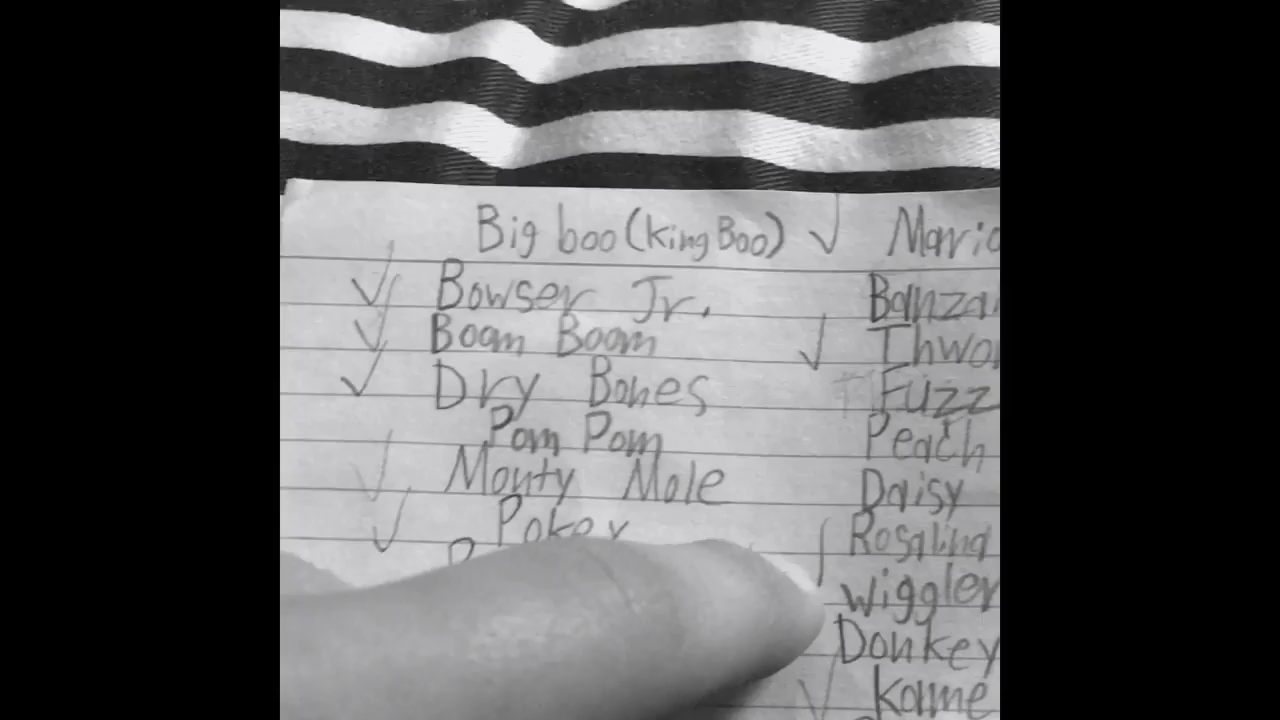 Big boo (King Boo)
Bowser Jr.
Boom Boom
Dry Bones
Pom Pom
Monty Mole
Pokey
Mario
Banza
Thwo
Fuzz
Peach
Daisy
Rosalina
Wiggler
Donkey
Kame